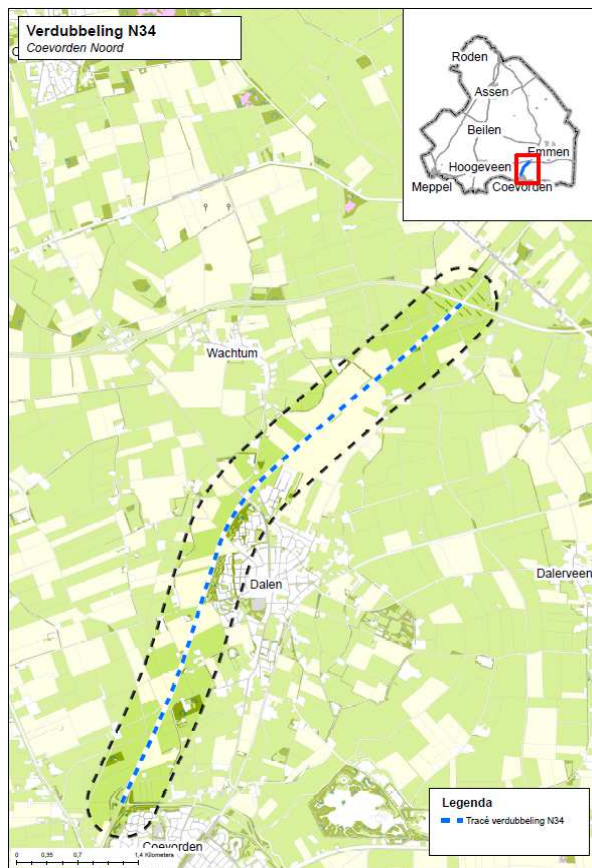 Verdubbeling N34
Coevorden Noord
Roden
Assen
Beilen
Emmen
Hoogeveen
Meppel
Coevorden
Wachtum
Dalen
Dalerveen
Legenda
Tracé verdubbeling N34
Coevorden
0 0,35 0,7 1,4 Kilometers